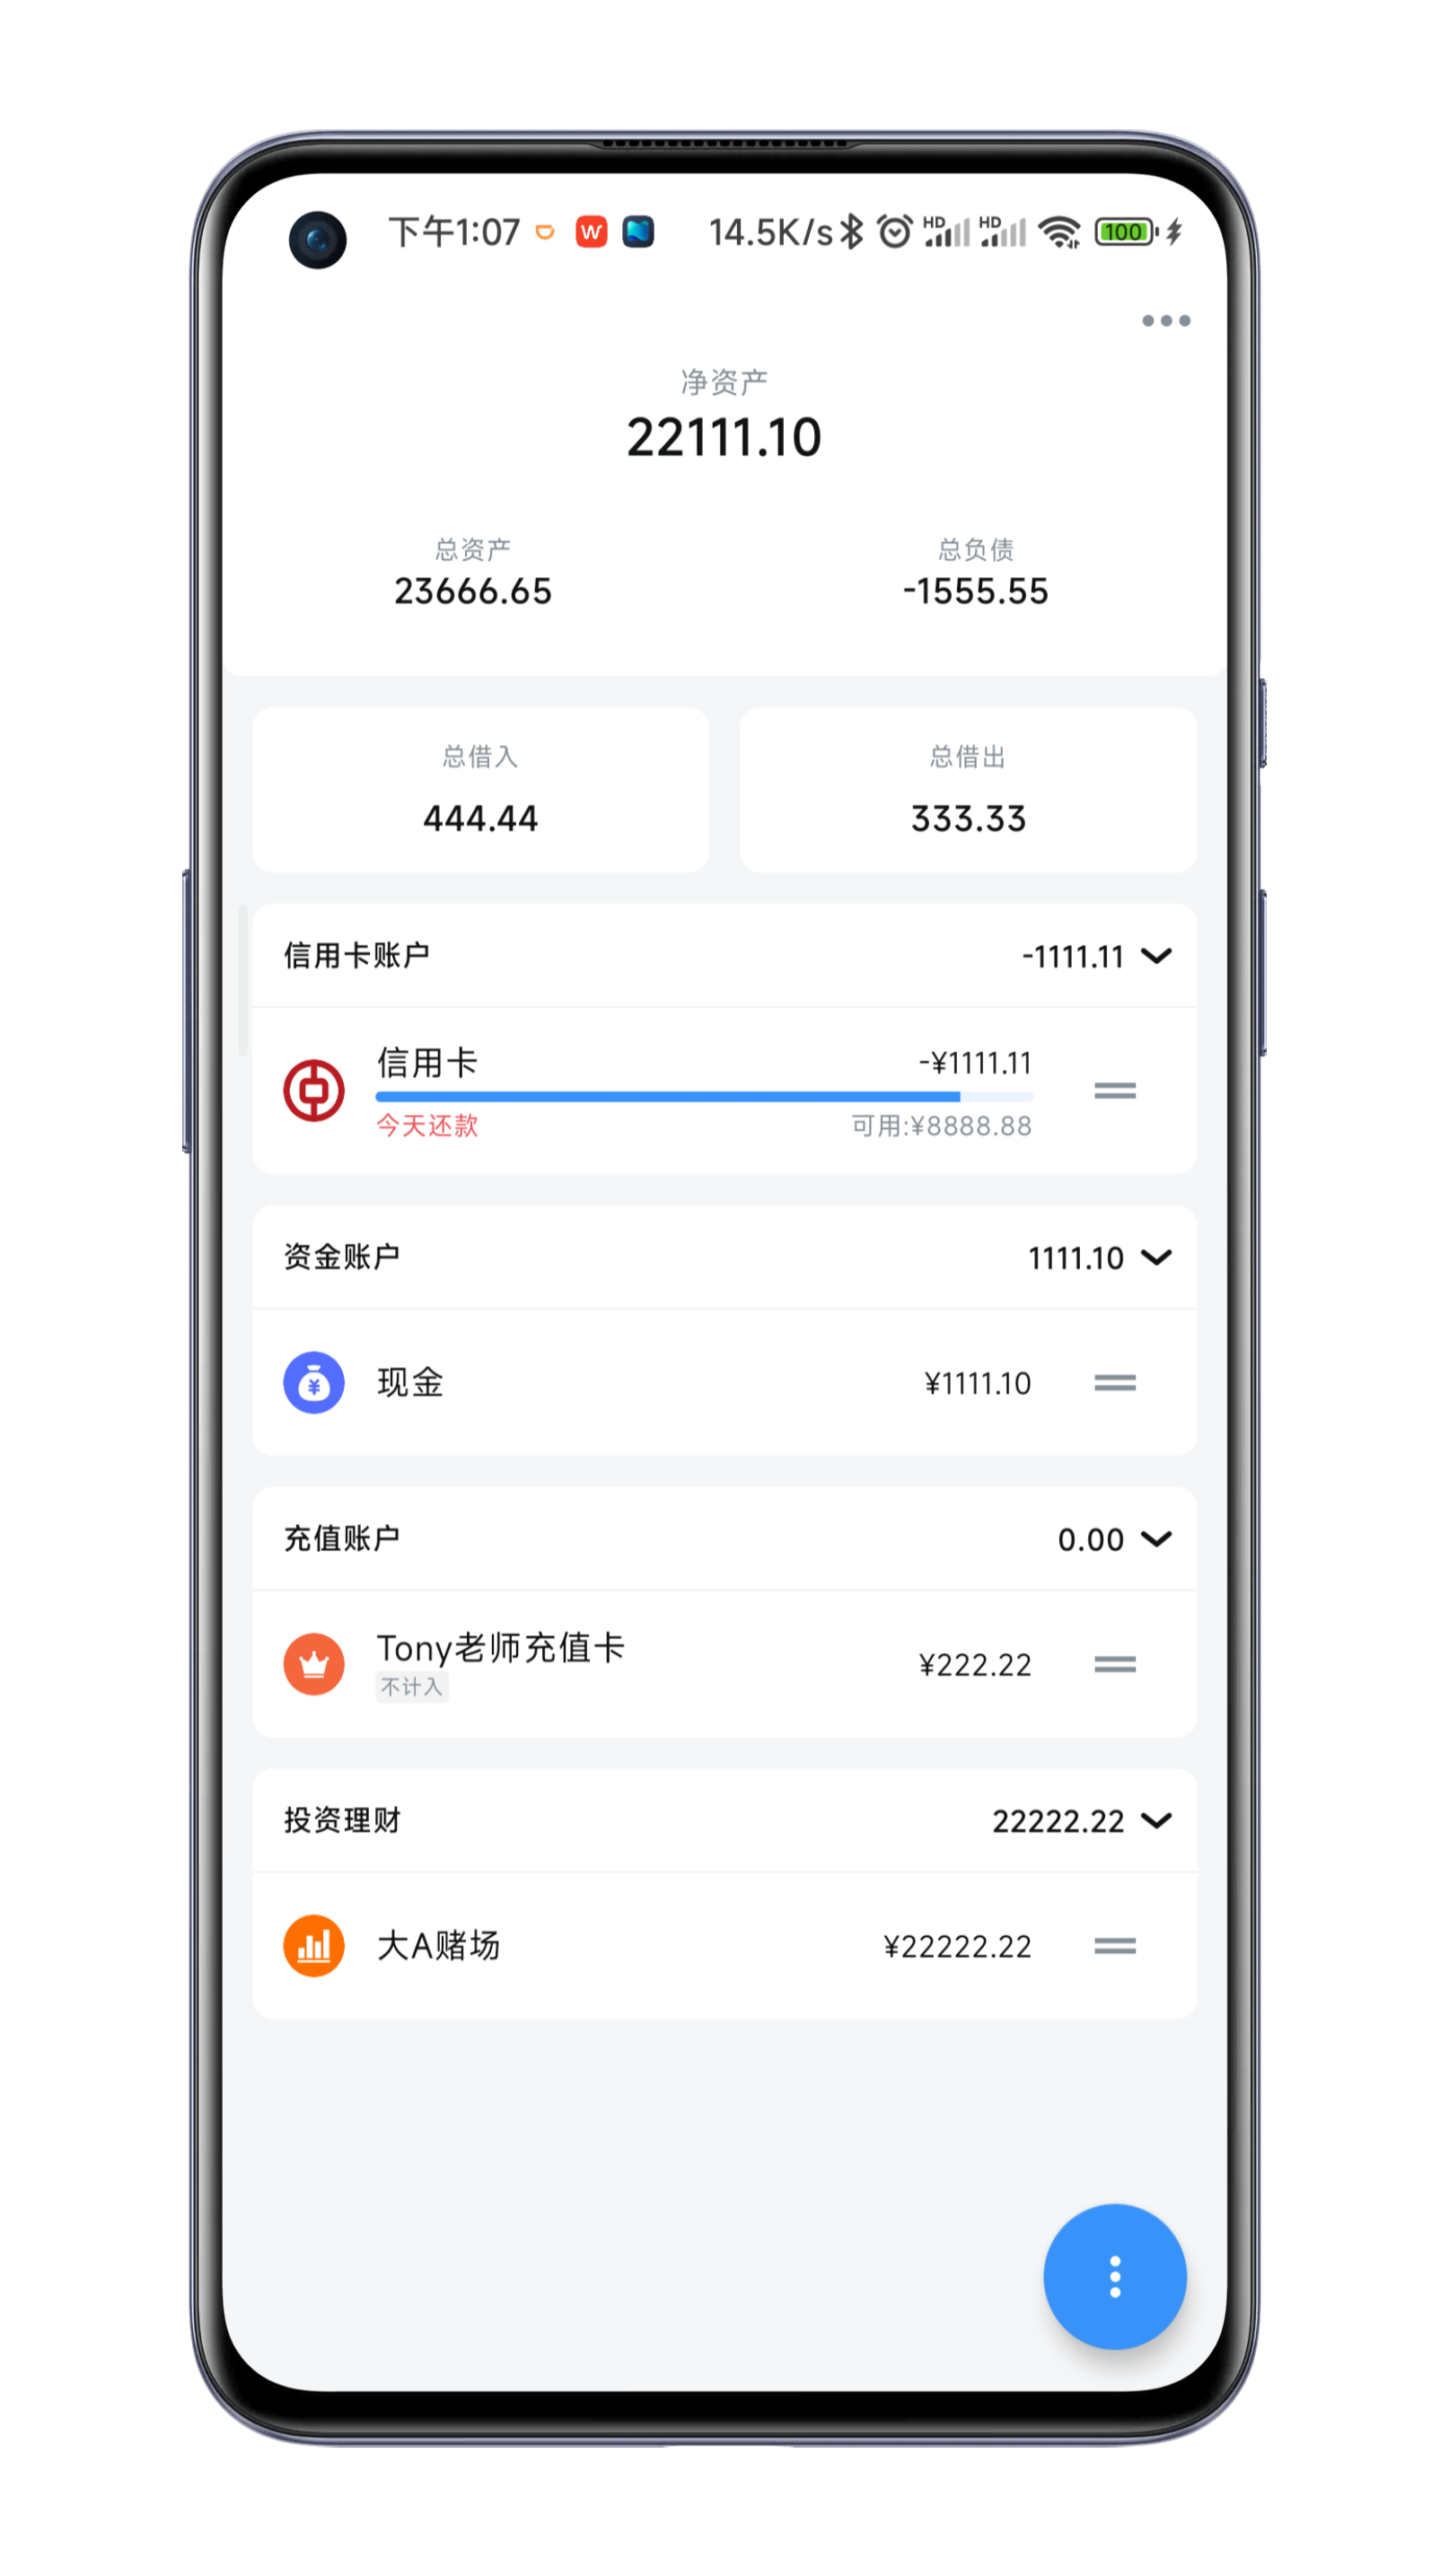 下午1:07 W 14.5K/s HD HD 100
净资产
22111.10
总资产 总负债
23666.65 -1555.55
总借入 总借出
444.44 333.33
信用卡账户 -1111.11
信用卡 -¥1111.11
今天还款 可用:¥8888.88
资金账户 1111.10
现金 ¥1111.10
充值账户 0.00
Tony老师充值卡 ¥222.22
不计入
投资理财 22222.22
大A赌场 ¥22222.22